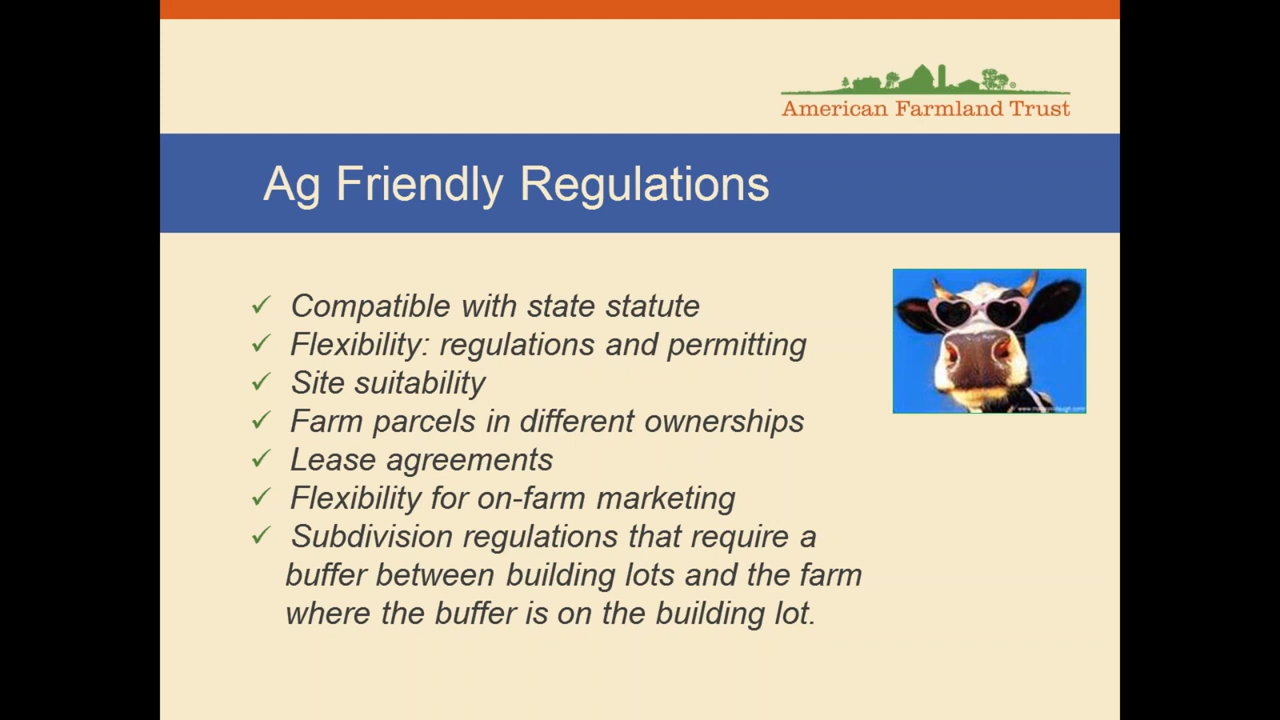 American Farmland Trust
Ag Friendly Regulations
✓ Compatible with state statute
✓ Flexibility: regulations and permitting
✓ Site suitability
✓ Farm parcels in different ownerships
✓ Lease agreements
✓ Flexibility for on-farm marketing
✓ Subdivision regulations that require a
buffer between building lots and the farm
where the buffer is on the building lot.